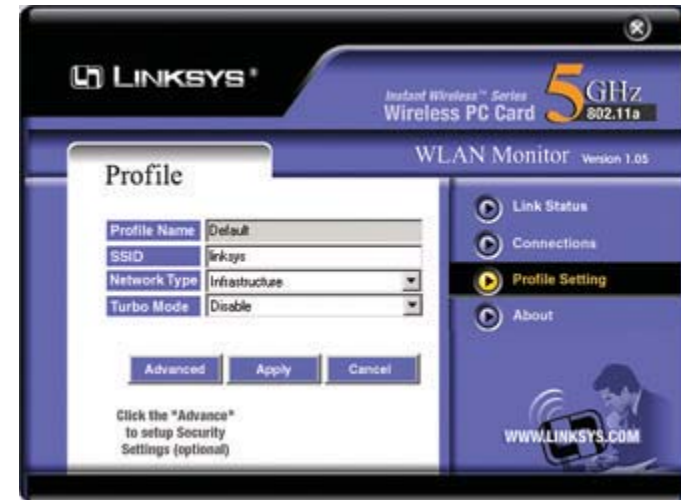 LINKSYS®
Instant Wireless™ Series
Wireless PC Card
5GHz
802.11a
WLAN Monitor Version 1.05
Profile
Profile Name Default
SSID linksys
Network Type Infrastructure
Turbo Mode Disable
Advanced Apply Cancel
Click the "Advance"
to setup Security
Settings (optional)
Link Status
Connections
Profile Setting
About
WWW.LINKSYS.COM